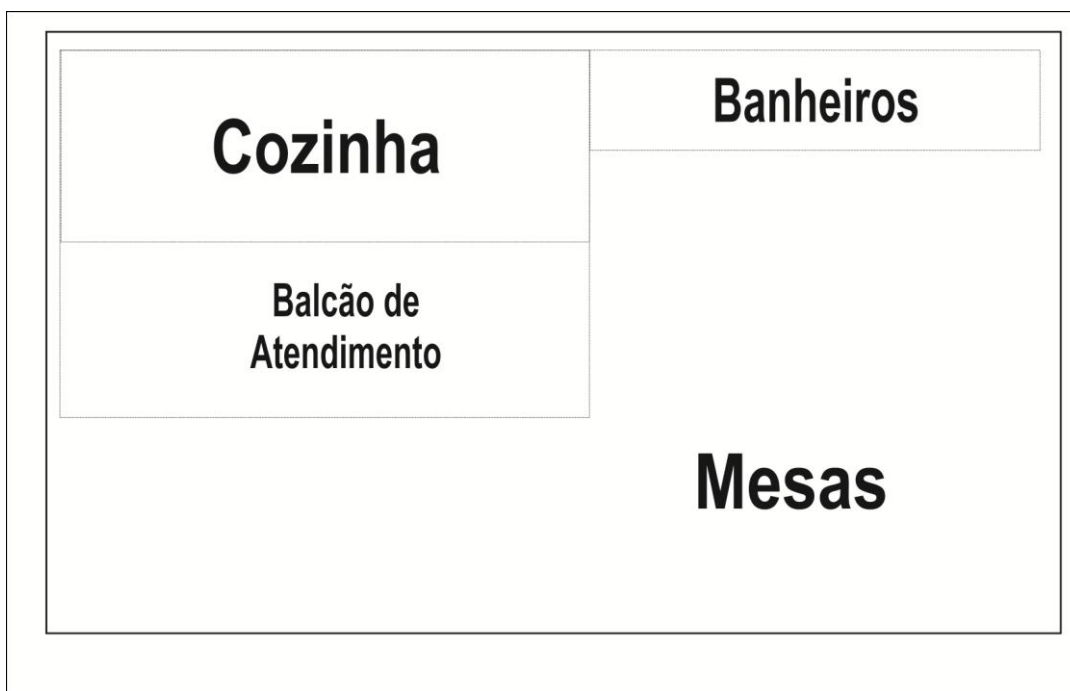 Cozinha
Banheiros
Balcão de
Atendimento
Mesas